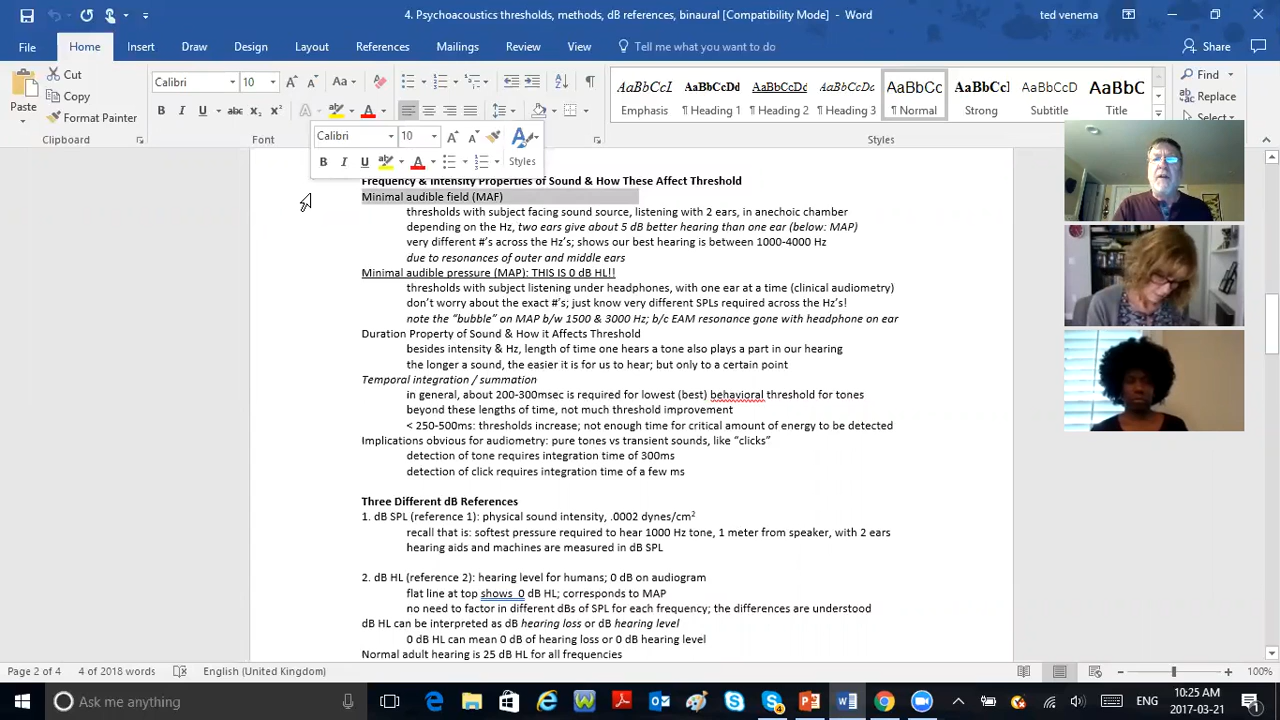 4. Psychoacoustics thresholds, methods, dB references, binaural [Compatibility Mode] - Word
ted venema
File Home Insert Draw Design Layout References Mailings Review View Tell me what you want to do Share
Paste
Cut
Copy
Format Painter
Clipboard
Calibri 10
Font
Calibri 10
Styles
AaBbCcL AaBbCcDd AaBbCcDd AaBbCcDd AaBbCc AaBbCc AaBbCc AaBbCc
Emphasis ¶ Heading 1 ¶ Heading 2 ¶ Heading 3 ¶ Normal Strong Subtitle Title
Styles
Find
Replace
Select
Frequency & Intensity Properties of Sound & How These Affect Threshold
Minimal audible field (MAF)
thresholds with subject facing sound source, listening with 2 ears, in anechoic chamber
depending on the Hz, two ears give about 5 dB better hearing than one ear (below: MAP)
very different #'s across the Hz's; shows our best hearing is between 1000-4000 Hz
due to resonances of outer and middle ears
Minimal audible pressure (MAP): THIS IS 0 dB HL!!
thresholds with subject listening under headphones, with one ear at a time (clinical audiometry)
don't worry about the exact #'s; just know very different SPLs required across the Hz's!
note the "bubble" on MAP b/w 1500 & 3000 Hz; b/c EAM resonance gone with headphone on ear
Duration Property of Sound & How it Affects Threshold
besides intensity & Hz, length of time one hears a tone also plays a part in our hearing
the longer a sound, the easier it is for us to hear; but only to a certain point
Temporal integration / summation
in general, about 200-300msec is required for lowest (best) behavioral threshold for tones
beyond these lengths of time, not much threshold improvement
< 250-500ms: thresholds increase; not enough time for critical amount of energy to be detected
Implications obvious for audiometry: pure tones vs transient sounds, like "clicks"
detection of tone requires integration time of 300ms
detection of click requires integration time of a few ms
Three Different dB References
1. dB SPL (reference 1): physical sound intensity, .0002 dynes/cm²
recall that is: softest pressure required to hear 1000 Hz tone, 1 meter from speaker, with 2 ears
hearing aids and machines are measured in dB SPL
2. dB HL (reference 2): hearing level for humans; 0 dB on audiogram
flat line at top shows 0 dB HL; corresponds to MAP
no need to factor in different dBs of SPL for each frequency; the differences are understood
dB HL can be interpreted as dB hearing loss or dB hearing level
0 dB HL can mean 0 dB of hearing loss or 0 dB hearing level
Normal adult hearing is 25 dB HL for all frequencies
Page 2 of 4 4 of 2018 words English (United Kingdom) 100%
Ask me anything
ENG
10:25 AM
2017-03-21